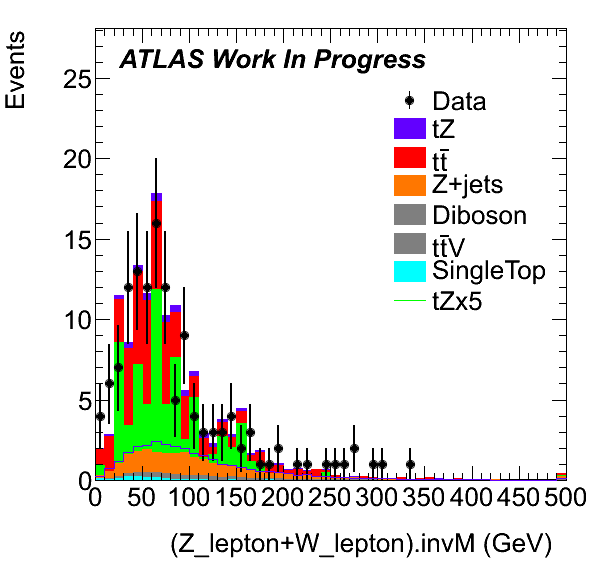 Events
ATLAS Work In Progress
25
20
15
10
5
0
Data
tZ
tt̄
Z+jets
Diboson
tt̄V
SingleTop
tZx5
0 50 100 150 200 250 300 350 400 450 500
(Z_lepton+W_lepton).invM (GeV)